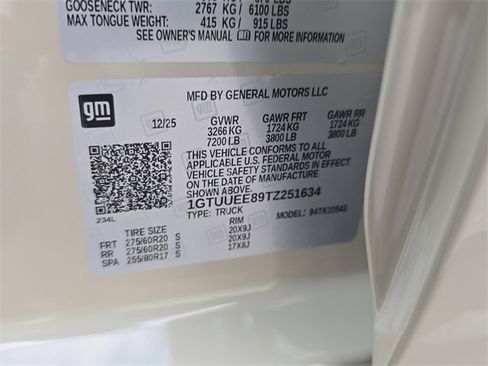 GOOSENECK TWR: 2767 KG / 6100 LBS
MAX TONGUE WEIGHT: 415 KG / 915 LBS
SEE OWNER'S MANUAL FOR MORE INFORMATION
gm
MFD BY GENERAL MOTORS LLC
12/25 GVWR GAWR FRT GAWR RR
3266 KG 1724 KG 1724 KG
7200 LB 3800 LB 3800 LB
THIS VEHICLE CONFORMS TO ALL
APPLICABLE U.S. FEDERAL MOTOR
VEHICLE SAFETY STANDARDS
IN EFFECT ON THE DATE OF
MANUFACTURE SHOWN ABOVE.
1GTUUEE89TZ251634
TYPE: TRUCK MODEL: 94TK10543
234L
TIRE SIZE RIM
FRT 275/60R20 S 20X9J
RR 275/60R20 S 20X9J
SPA 255/80R17 S 17X8J